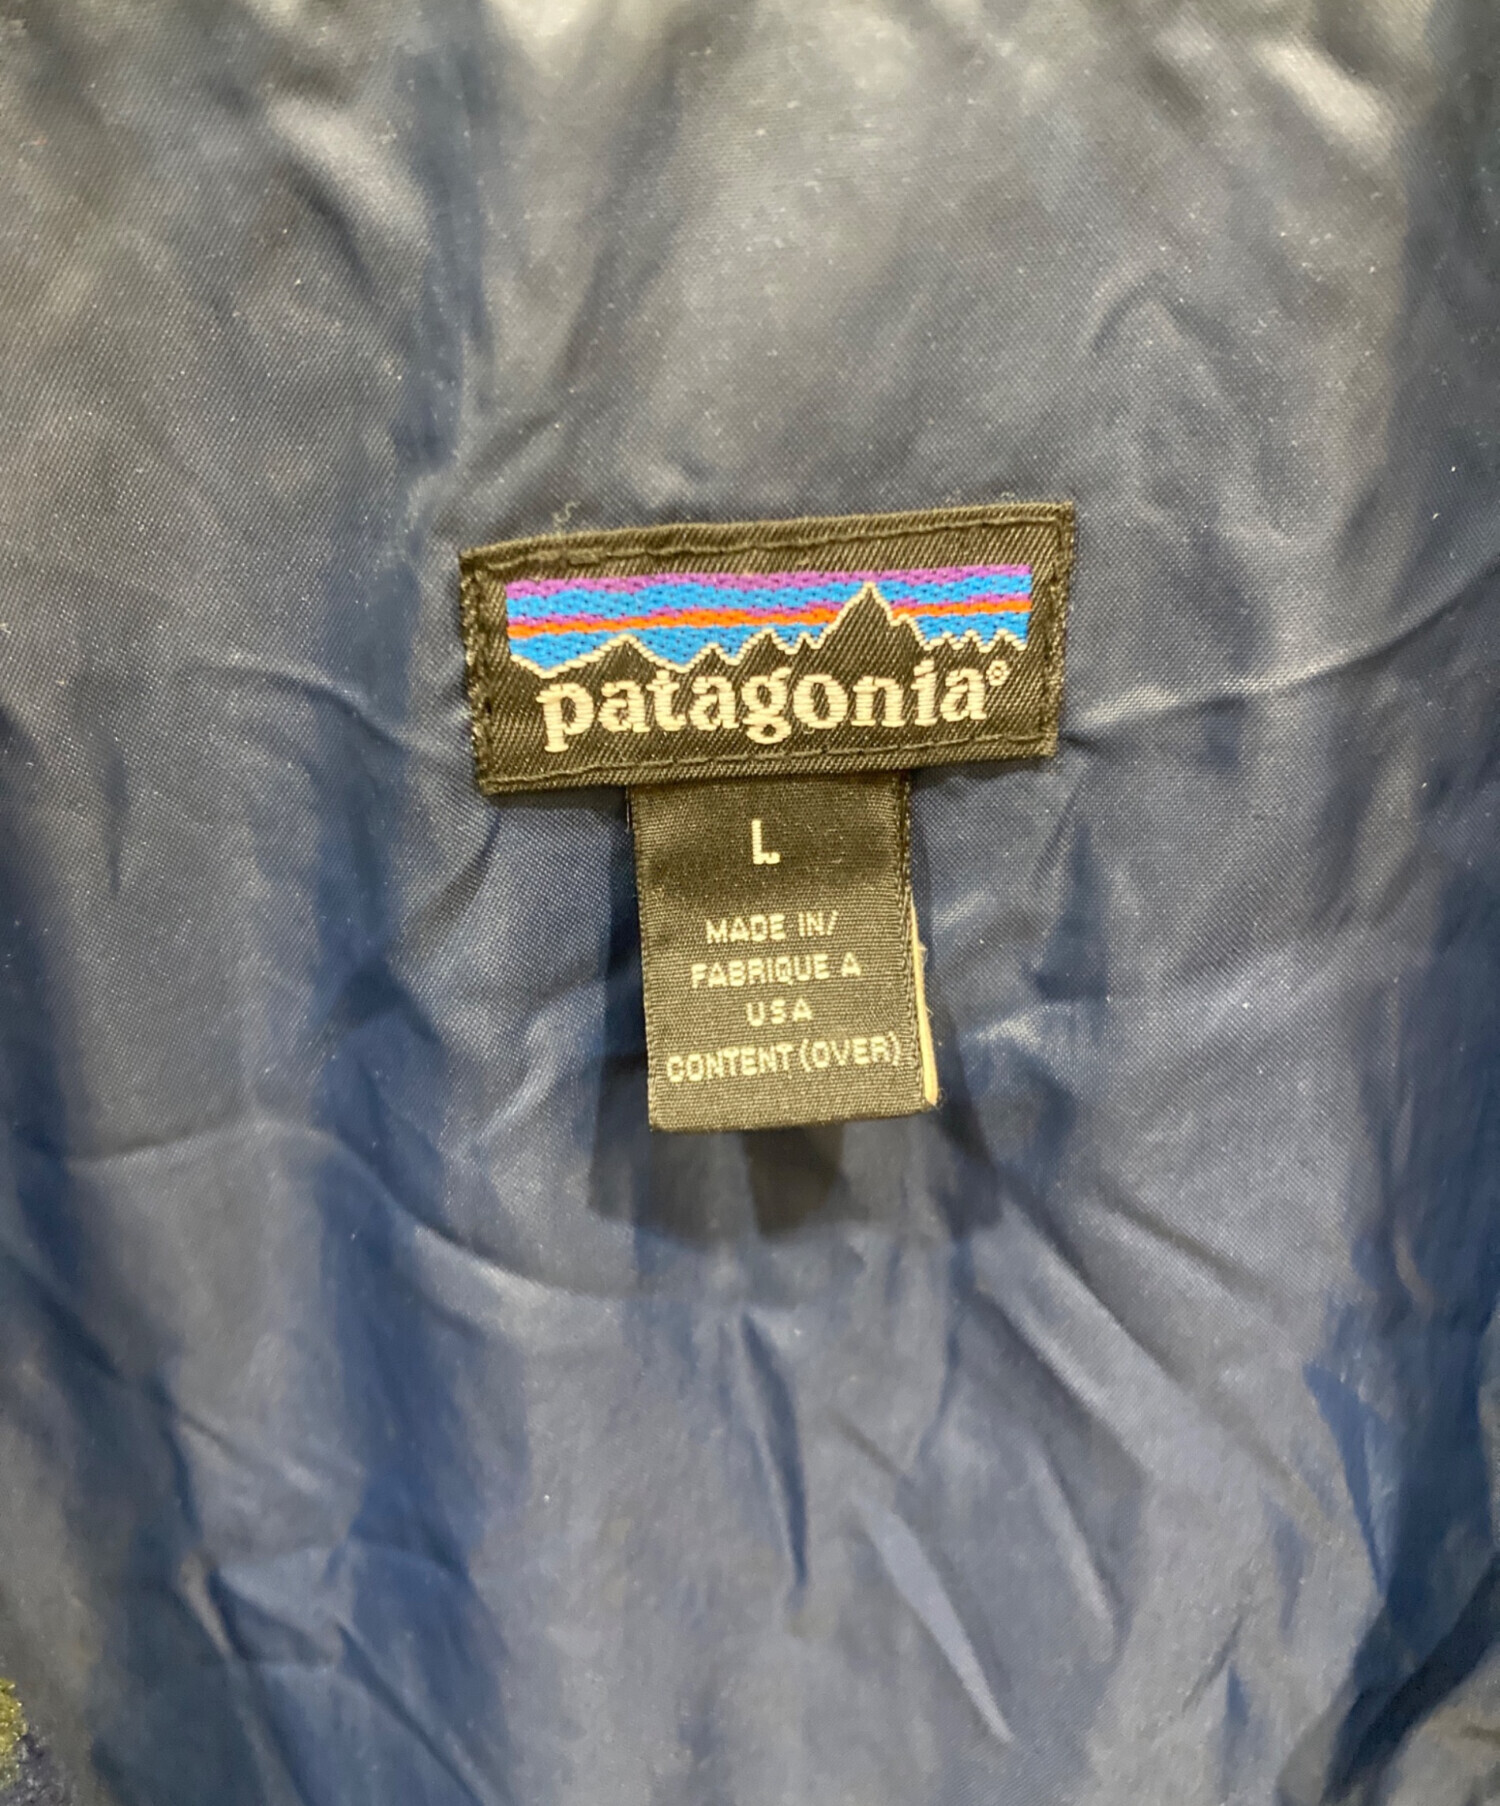 patagonia®
L
MADE IN/
FABRIQUE A
USA
CONTENT (OVER)